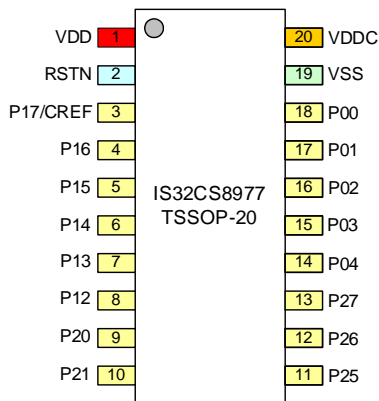 VDD 1 20 VDDC
RSTN 2 19 VSS
P17/CREF 3 18 P00
P16 4 17 P01
P15 5 16 P02
IS32CS8977
TSSOP-20
P14 6 15 P03
P13 7 14 P04
P12 8 13 P27
P20 9 12 P26
P21 10 11 P25